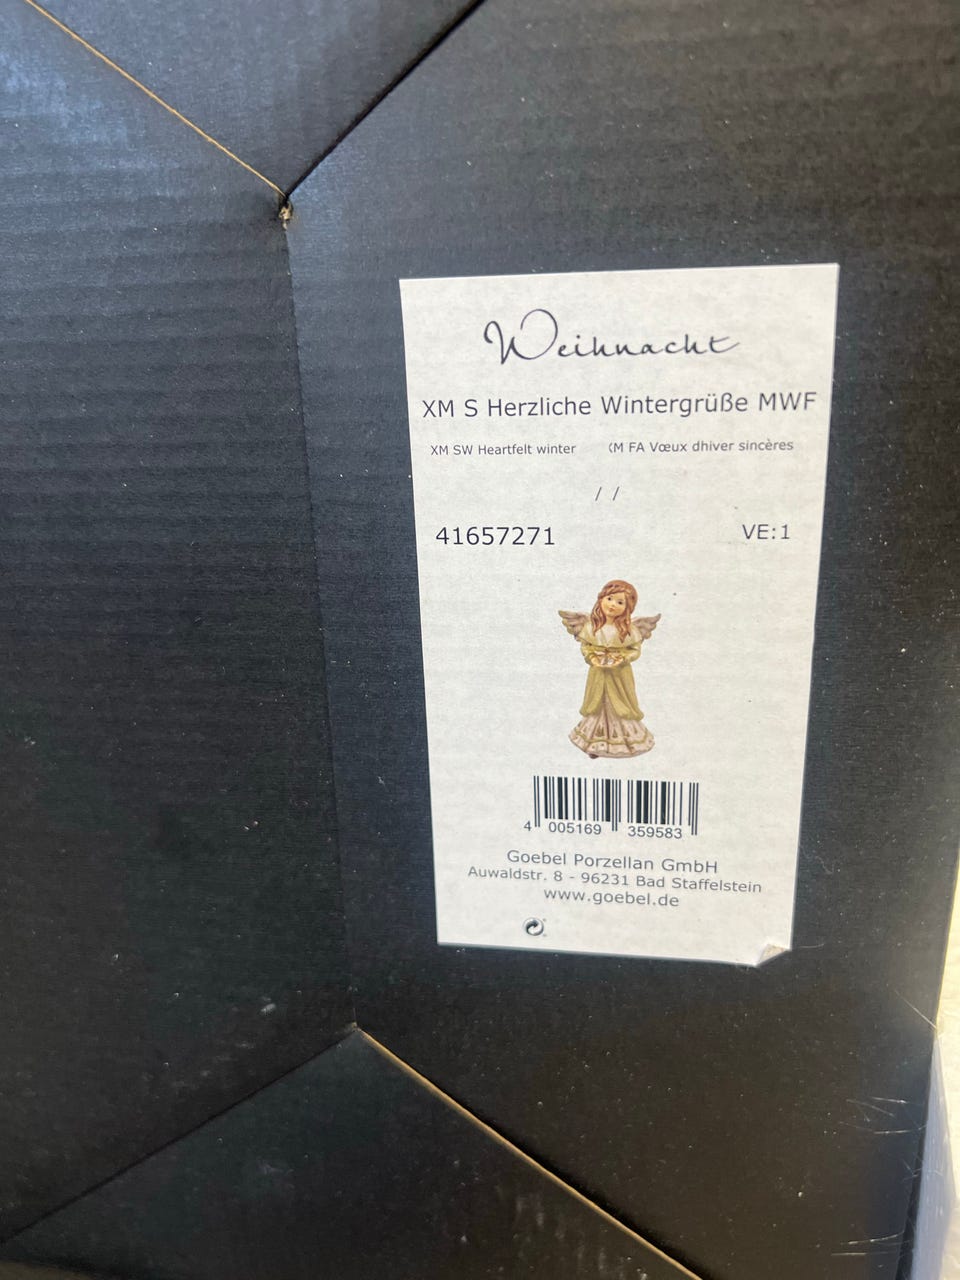 Weihnacht
XM S Herzliche Wintergrüße MWF
XM SW Heartfelt winter
‹M FA Vœux dhiver sincères
/ /
41657271
VE:1
4 005169 359583
Goebel Porzellan GmbH
Auwaldstr. 8 - 96231 Bad Staffelstein
www.goebel.de